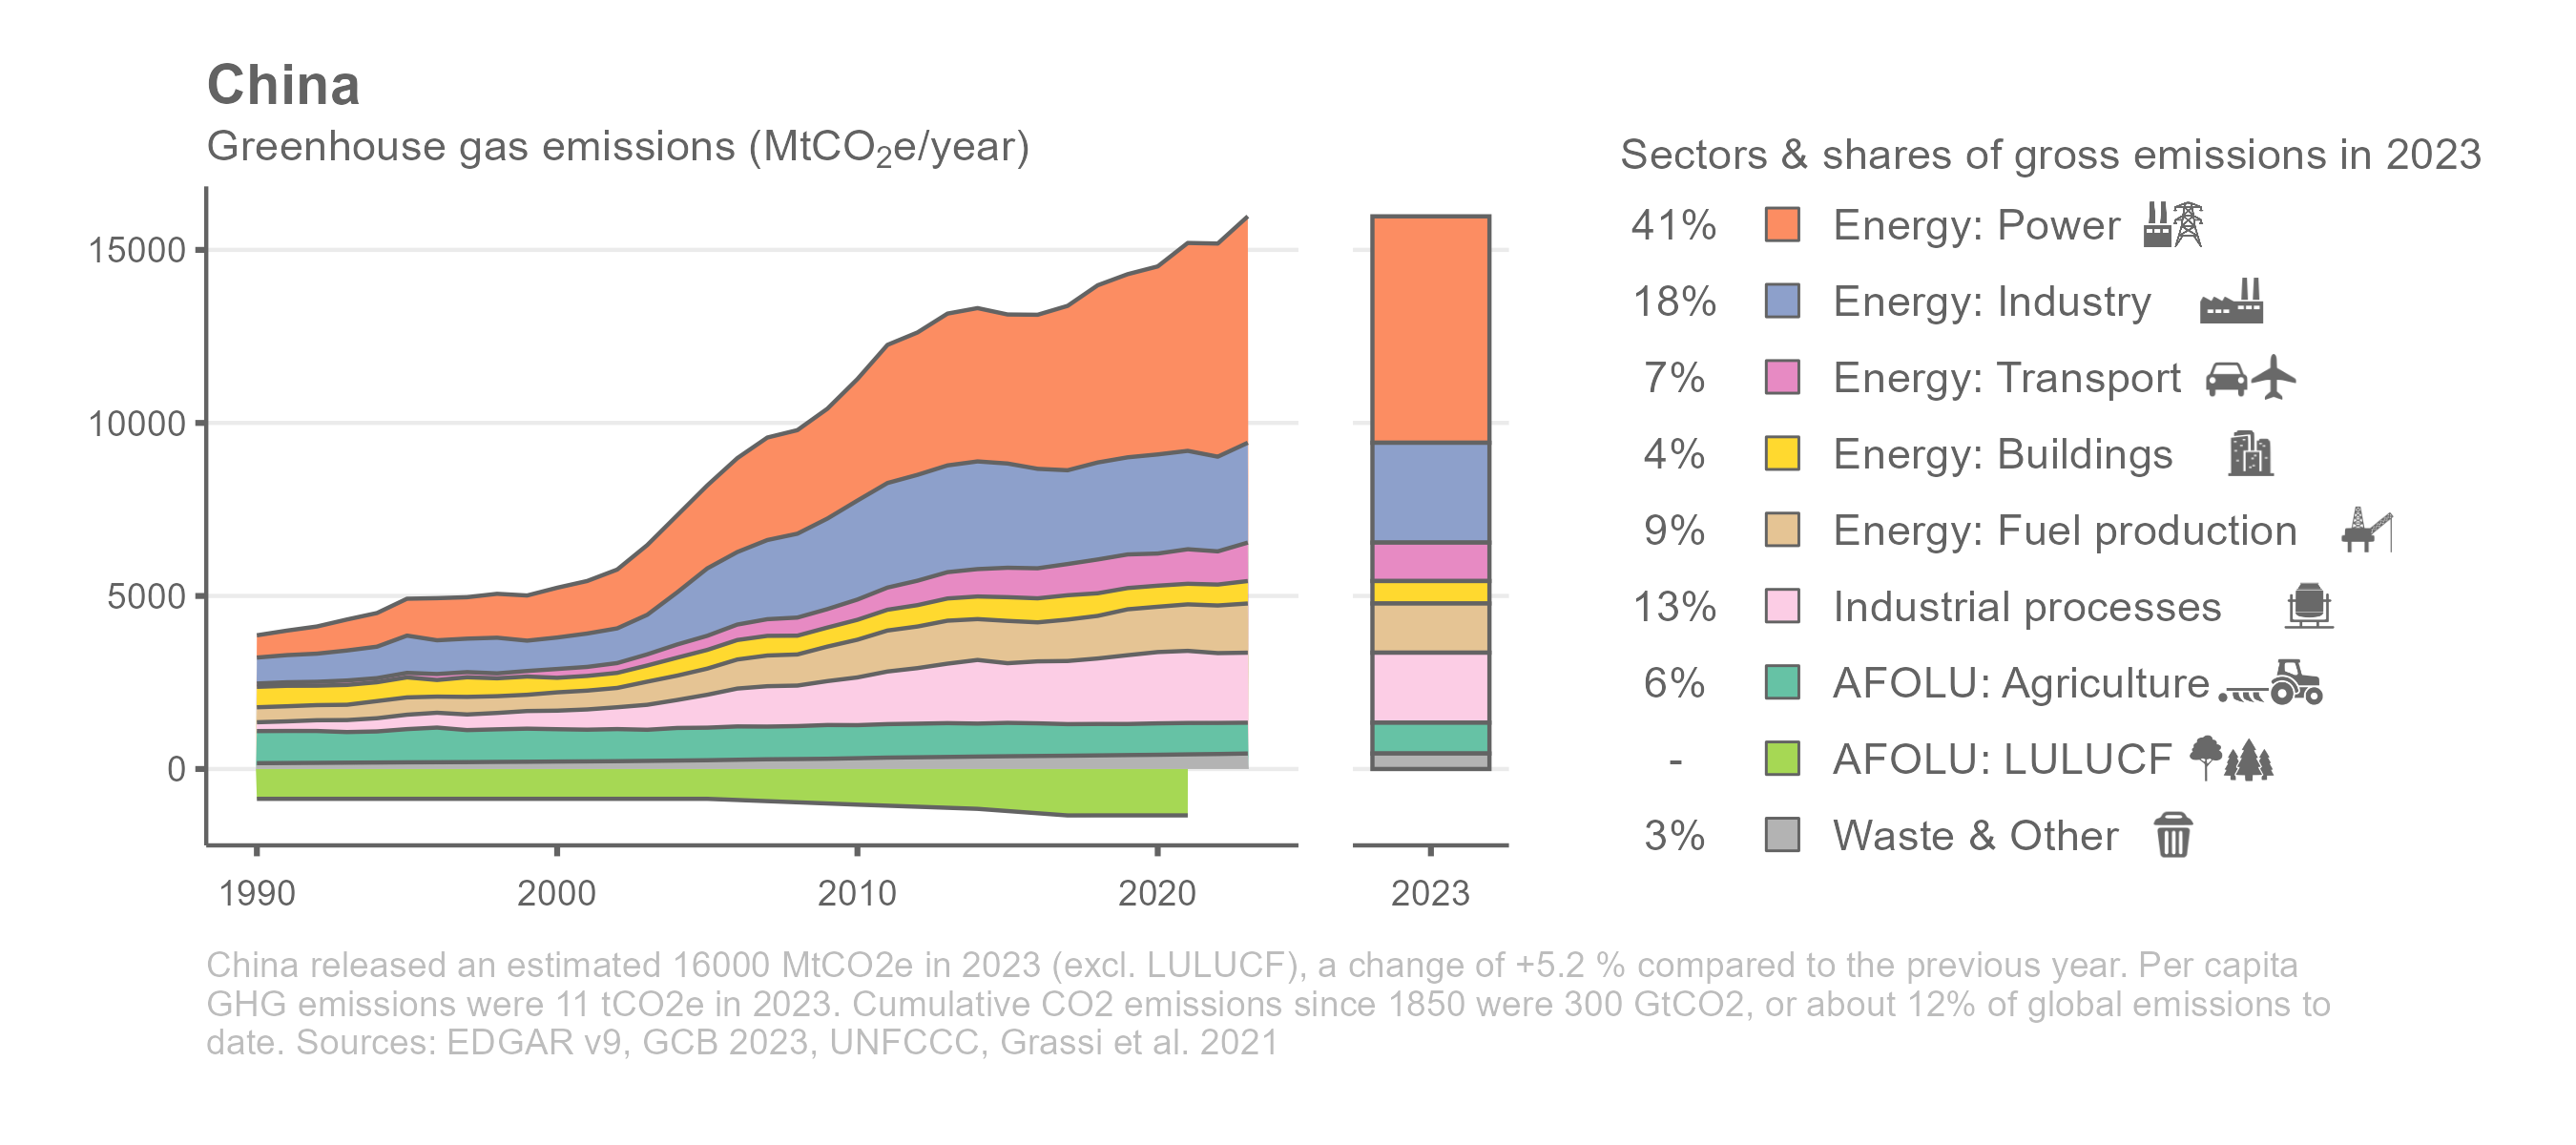 China
Greenhouse gas emissions (MtCO₂e/year)
15000
10000
5000
0
1990 2000 2010 2020 2023
Sectors & shares of gross emissions in 2023
41% Energy: Power
18% Energy: Industry
7% Energy: Transport
4% Energy: Buildings
9% Energy: Fuel production
13% Industrial processes
6% AFOLU: Agriculture
- AFOLU: LULUCF
3% Waste & Other
China released an estimated 16000 MtCO2e in 2023 (excl. LULUCF), a change of +5.2 % compared to the previous year. Per capita
GHG emissions were 11 tCO2e in 2023. Cumulative CO2 emissions since 1850 were 300 GtCO2, or about 12% of global emissions to
date. Sources: EDGAR v9, GCB 2023, UNFCCC, Grassi et al. 2021